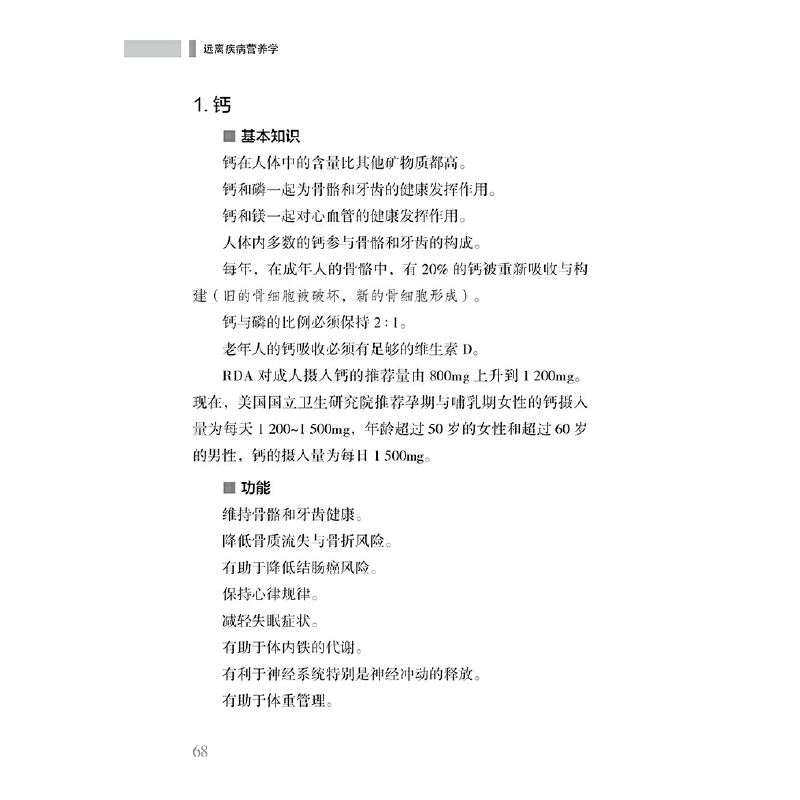 远离疾病营养学
1. 钙
■ 基本知识
钙在人体中的含量比其他矿物质都高。
钙和磷一起为骨骼和牙齿的健康发挥作用。
钙和镁一起对心血管的健康发挥作用。
人体内多数的钙参与骨骼和牙齿的构成。
每年，在成年人的骨骼中，有 20% 的钙被重新吸收与构
建（旧的骨细胞被破坏，新的骨细胞形成）。
钙与磷的比例必须保持 2 : 1。
老年人的钙吸收必须有足够的维生素 D。
RDA 对成人摄入钙的推荐量由 800mg 上升到 1 200mg。
现在，美国国立卫生研究院推荐孕期与哺乳期女性的钙摄入
量为每天 1 200~1 500mg，年龄超过 50 岁的女性和超过 60 岁
的男性，钙的摄入量为每日 1 500mg。
■ 功能
维持骨骼和牙齿健康。
降低骨质流失与骨折风险。
有助于降低结肠癌风险。
保持心律规律。
减轻失眠症状。
有助于体内铁的代谢。
有利于神经系统特别是神经冲动的释放。
有助于体重管理。
68